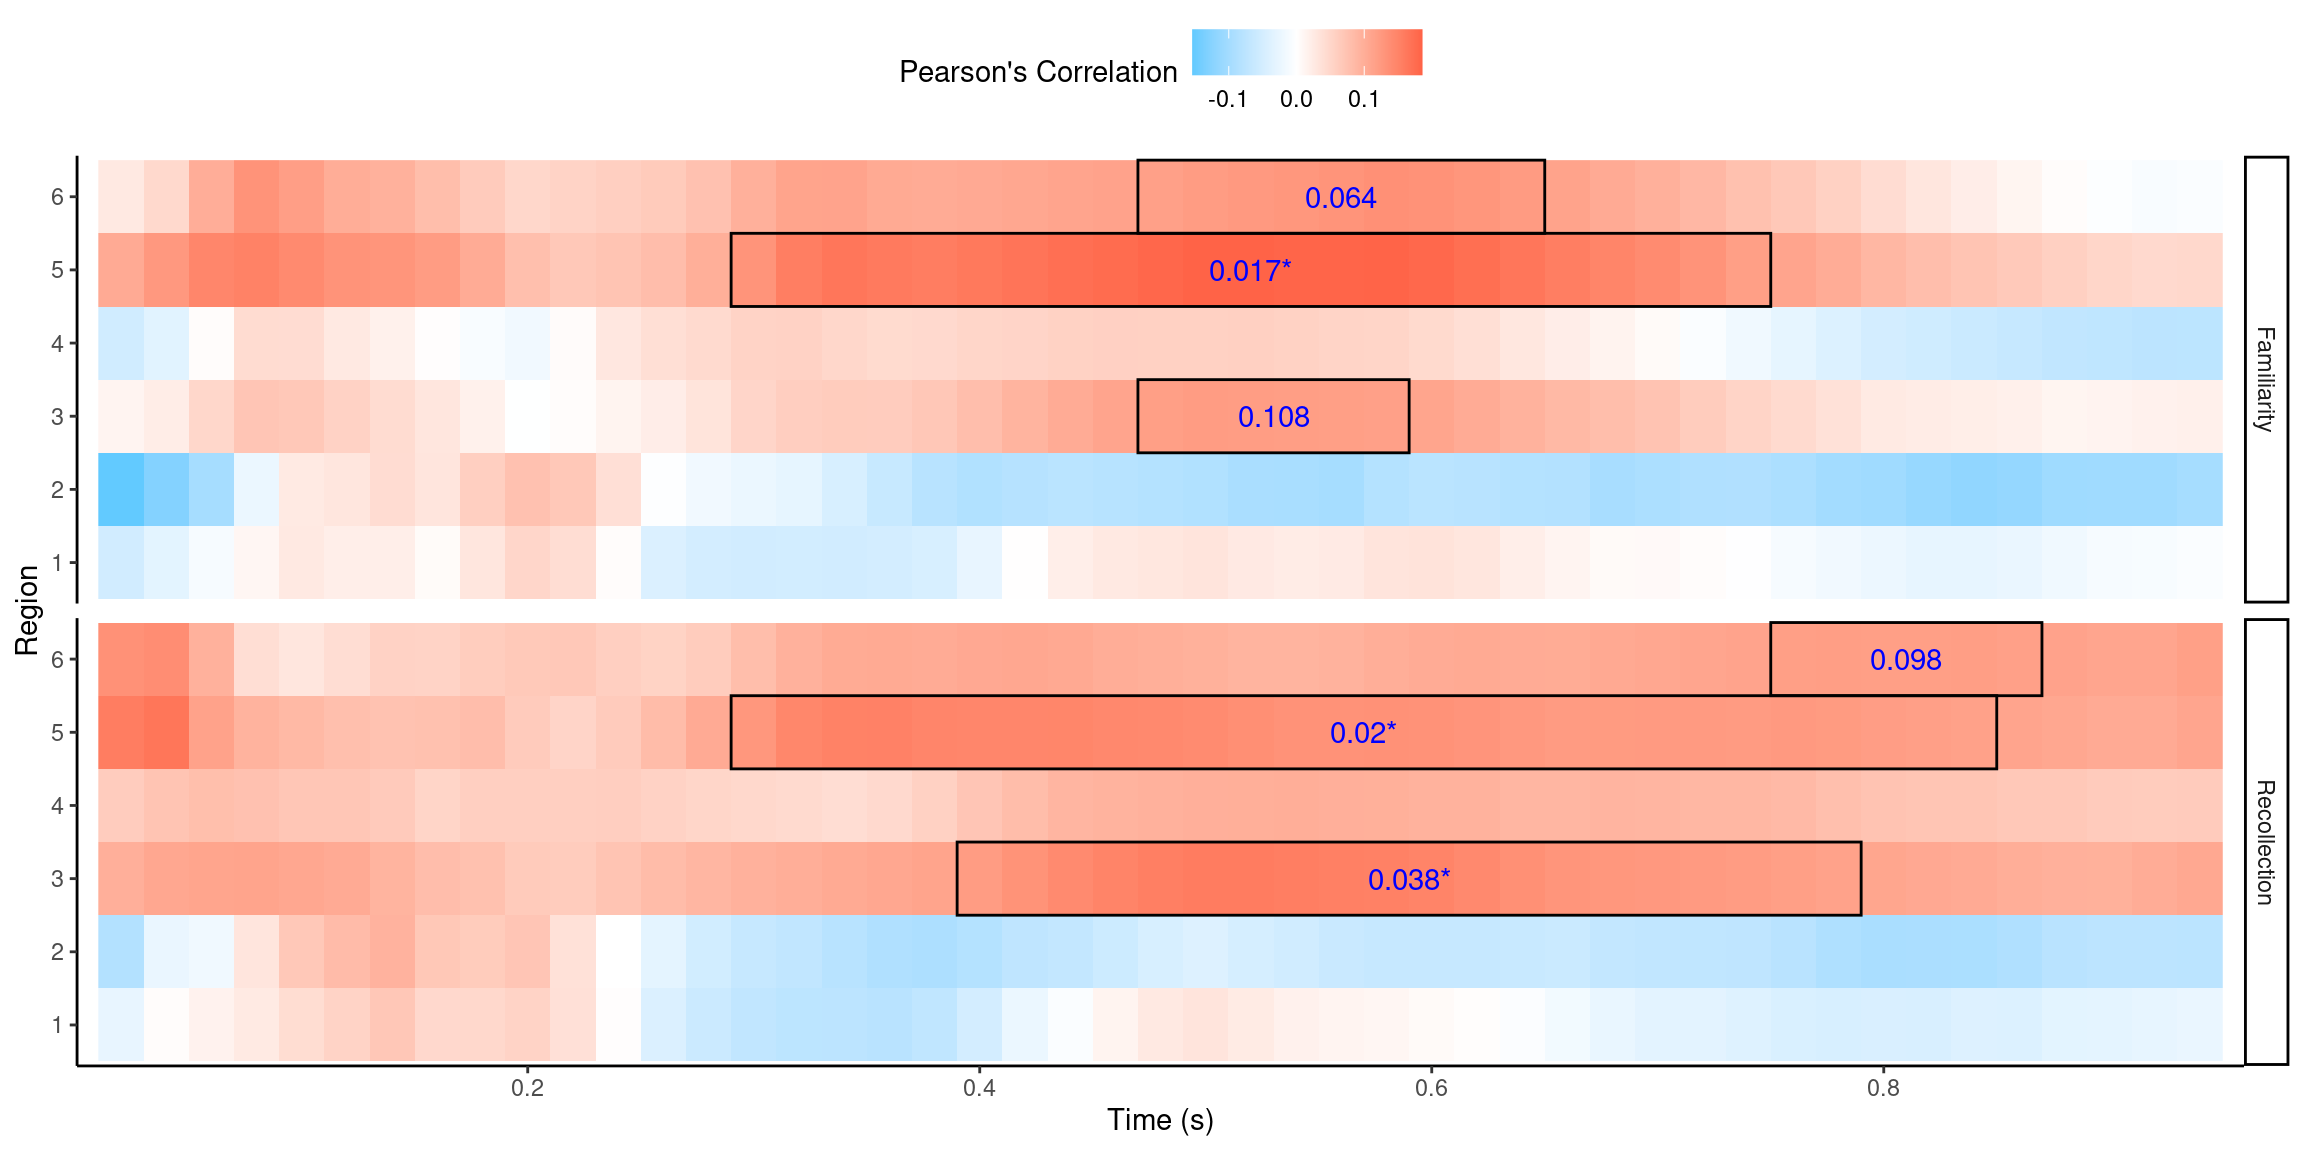 Pearson's Correlation
-0.1 0.0 0.1
Region
6
5
4
3
2
1
0.064
0.017*
0.108
Familiarity
6
5
4
3
2
1
0.098
0.02*
0.038*
Recollection
0.2 0.4 0.6 0.8
Time (s)